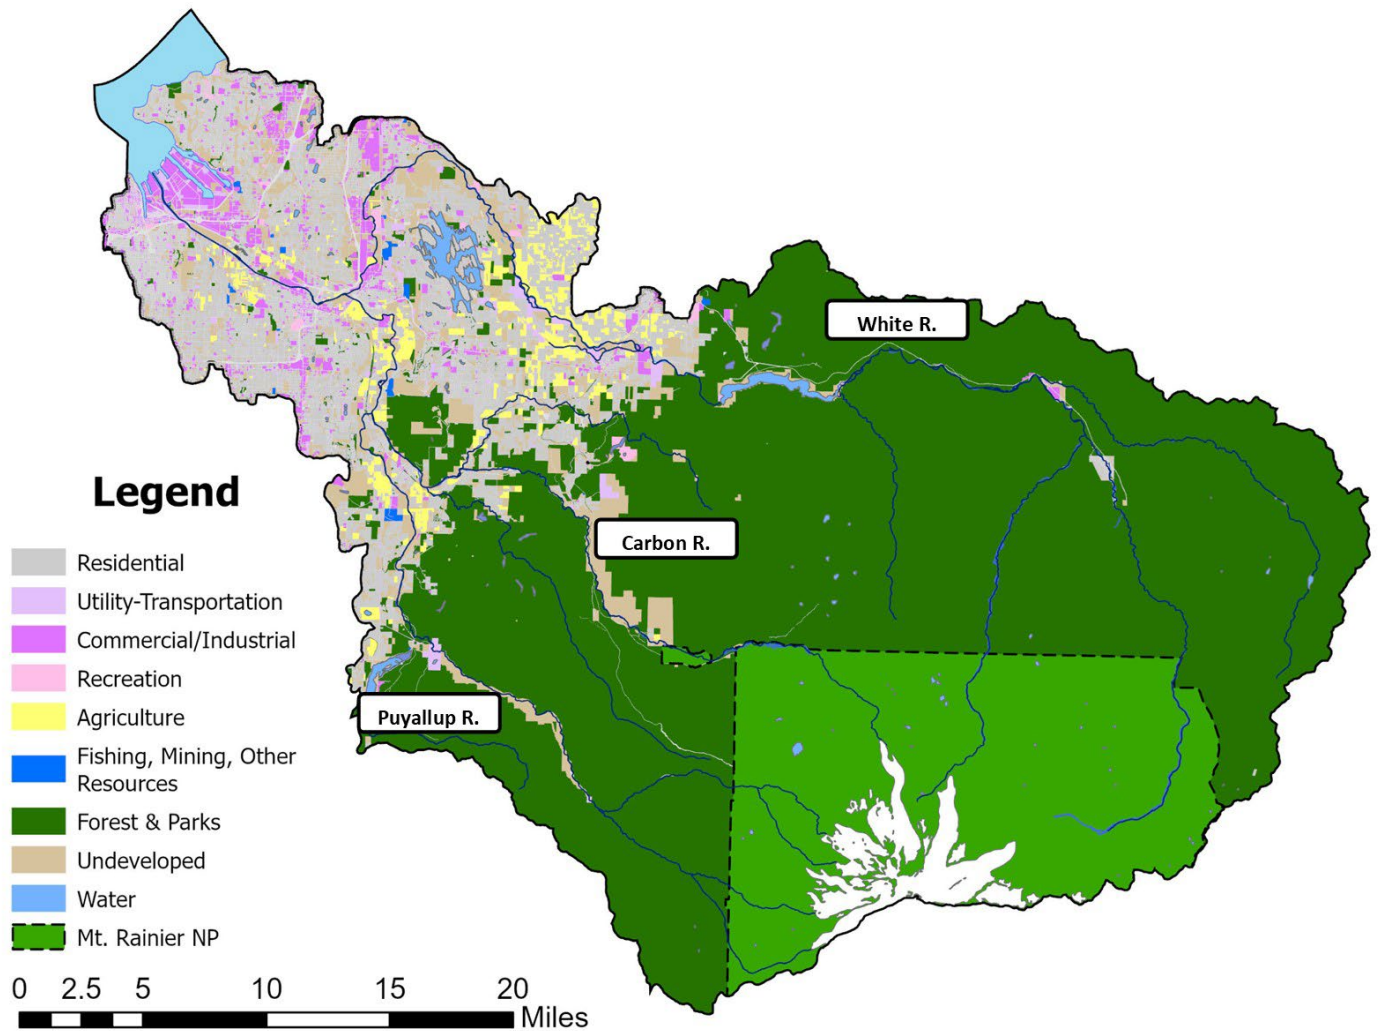 White R.
Carbon R.
Puyallup R.
Legend
Residential
Utility-Transportation
Commercial/Industrial
Recreation
Agriculture
Fishing, Mining, Other
Resources
Forest & Parks
Undeveloped
Water
Mt. Rainier NP
0 2.5 5 10 15 20
Miles